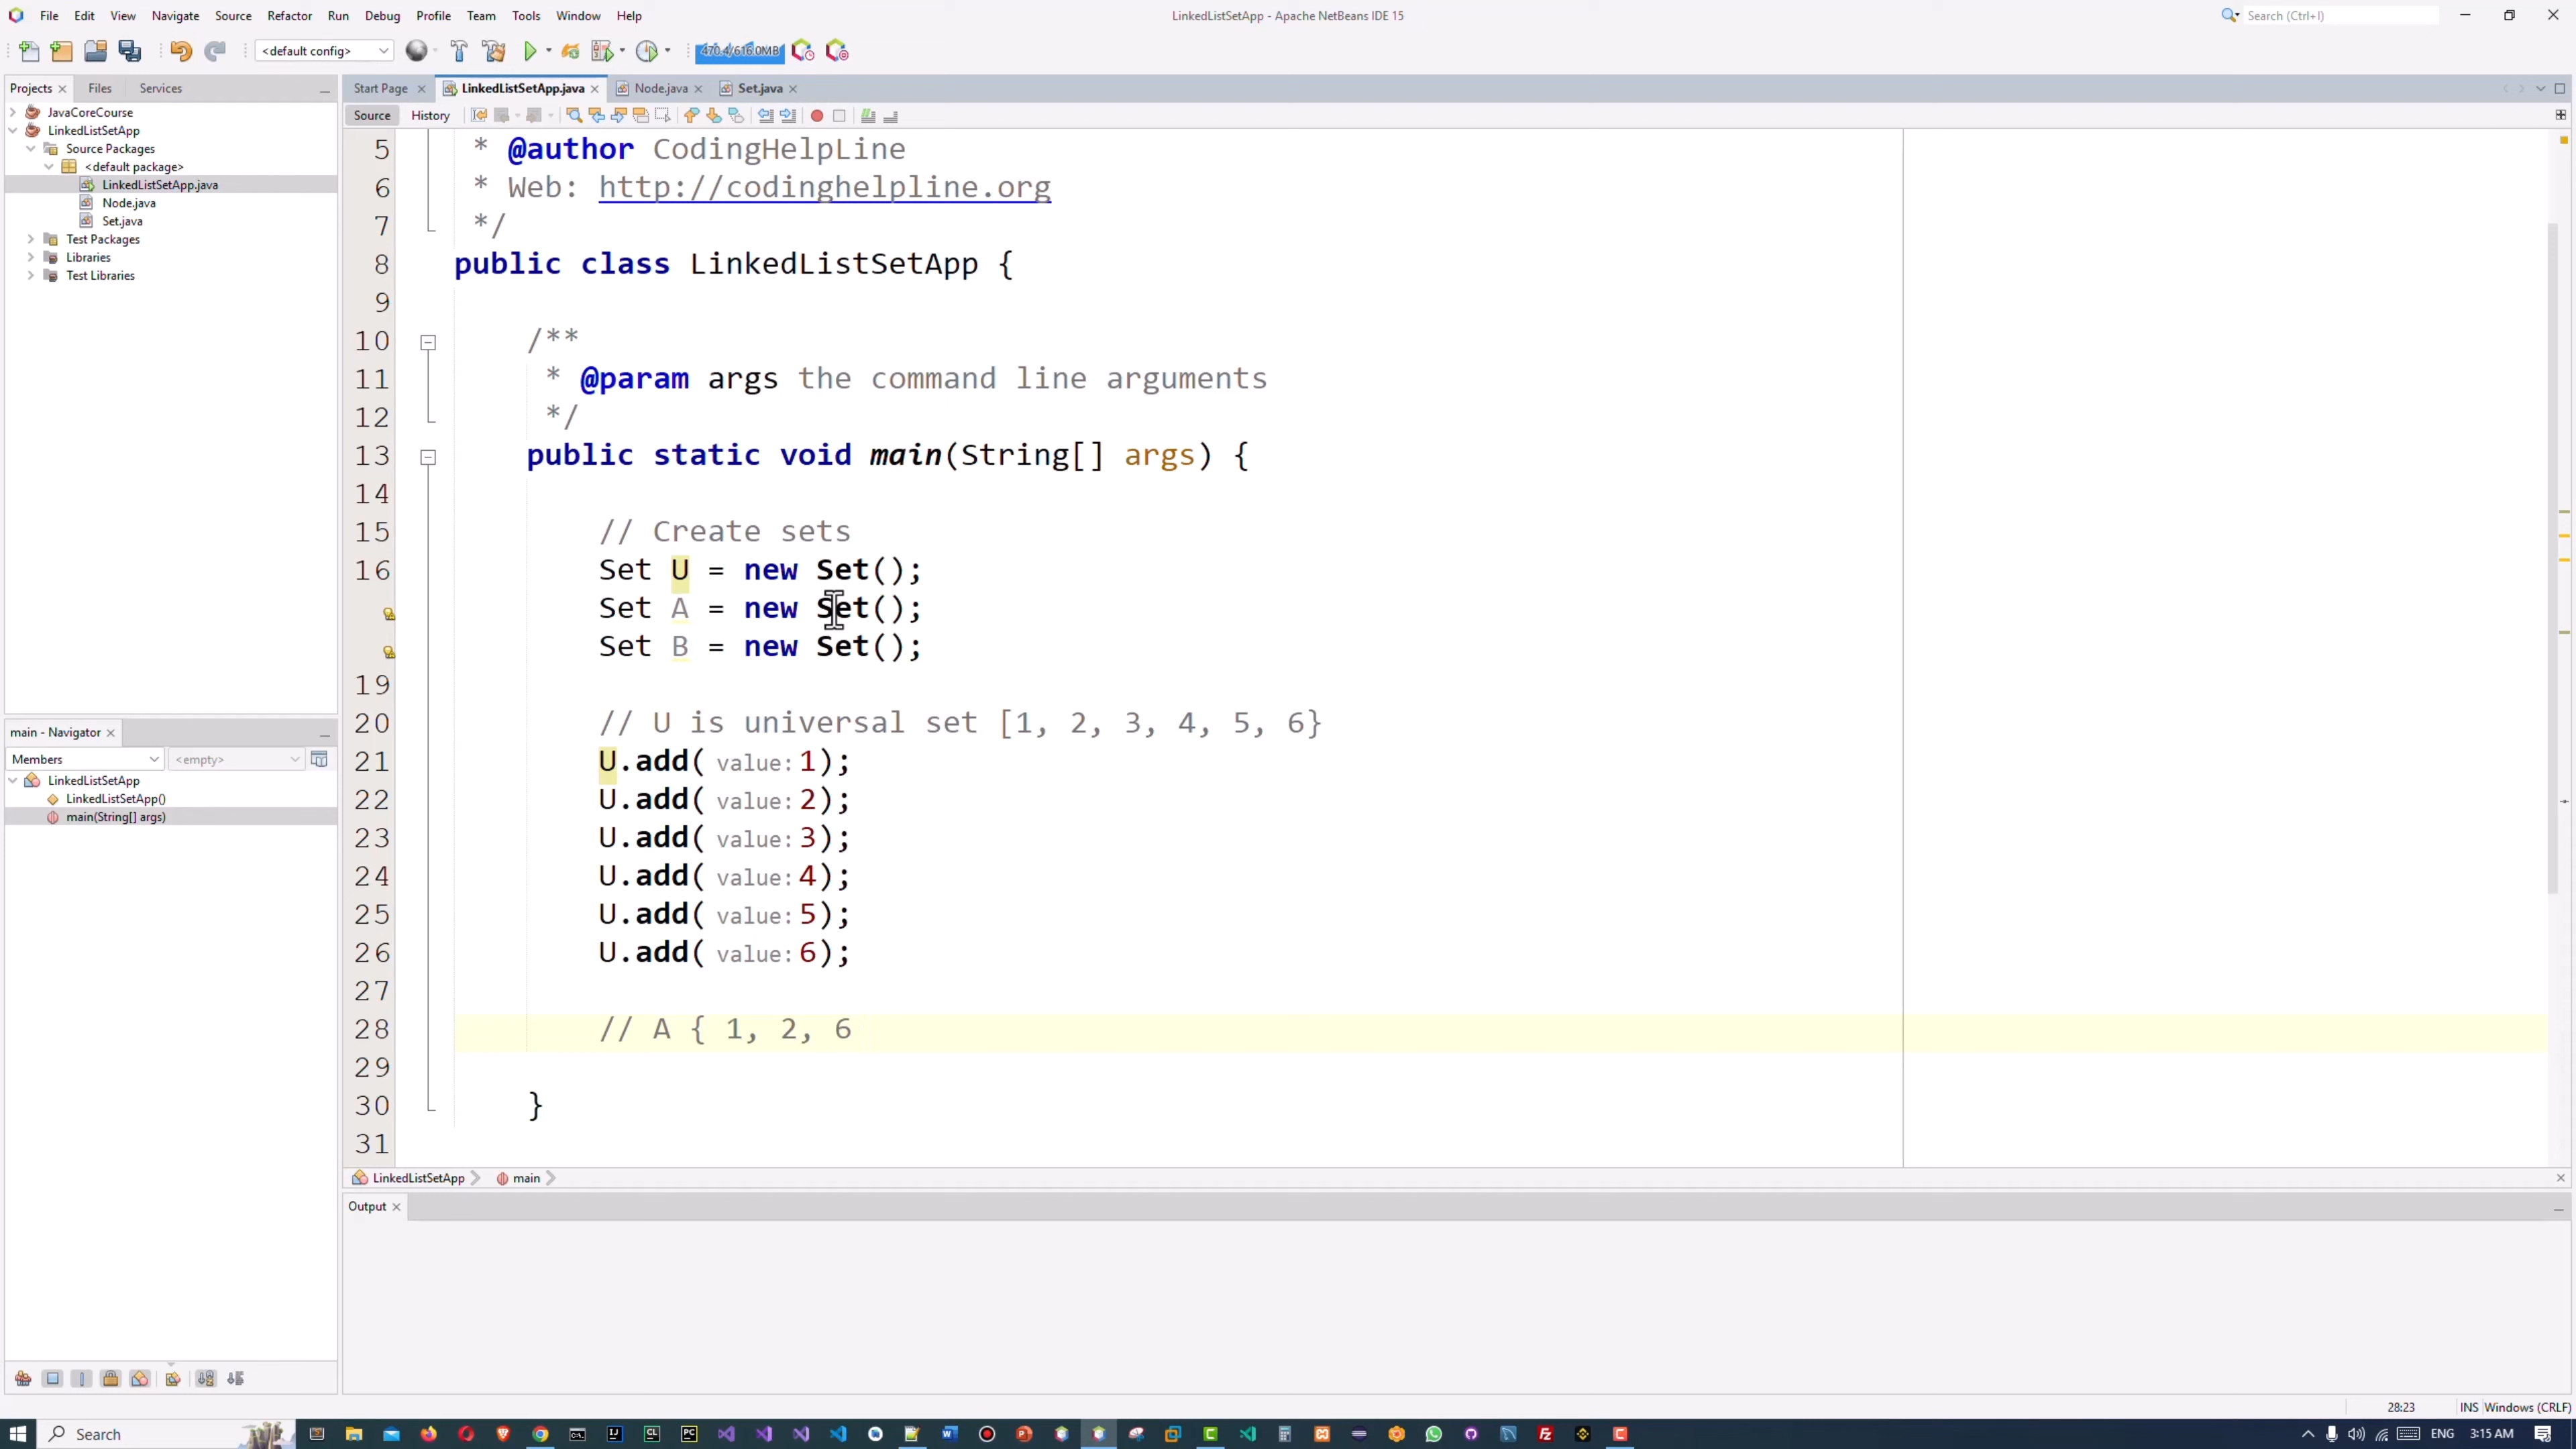 File Edit View Navigate Source Refactor Run Debug Profile Team Tools Window Help
LinkedListSetApp - Apache NetBeans IDE 15
Search (Ctrl+I)
<default config>
470.4/616.0MB
Projects Files Services
JavaCoreCourse
LinkedListSetApp
Source Packages
<default package>
LinkedListSetApp.java
Node.java
Set.java
Test Packages
Libraries
Test Libraries
main - Navigator
Members
<empty>
LinkedListSetApp
LinkedListSetApp()
main(String[] args)
Start Page LinkedListSetApp.java Node.java Set.java
Source History
5 * @author CodingHelpLine
6 * Web: http://codinghelpline.org
7 */
8 public class LinkedListSetApp {
9
10 /**
11 * @param args the command line arguments
12 */
13 public static void main(String[] args) {
14
15 // Create sets
16 Set U = new Set();
Set A = new Set();
Set B = new Set();
19
20 // U is universal set [1, 2, 3, 4, 5, 6}
21 U.add( value: 1);
22 U.add( value: 2);
23 U.add( value: 3);
24 U.add( value: 4);
25 U.add( value: 5);
26 U.add( value: 6);
27
28 // A { 1, 2, 6
29
30 }
31
LinkedListSetApp main
Output
28:23 INS Windows (CRLF)
Search
ENG 3:15 AM